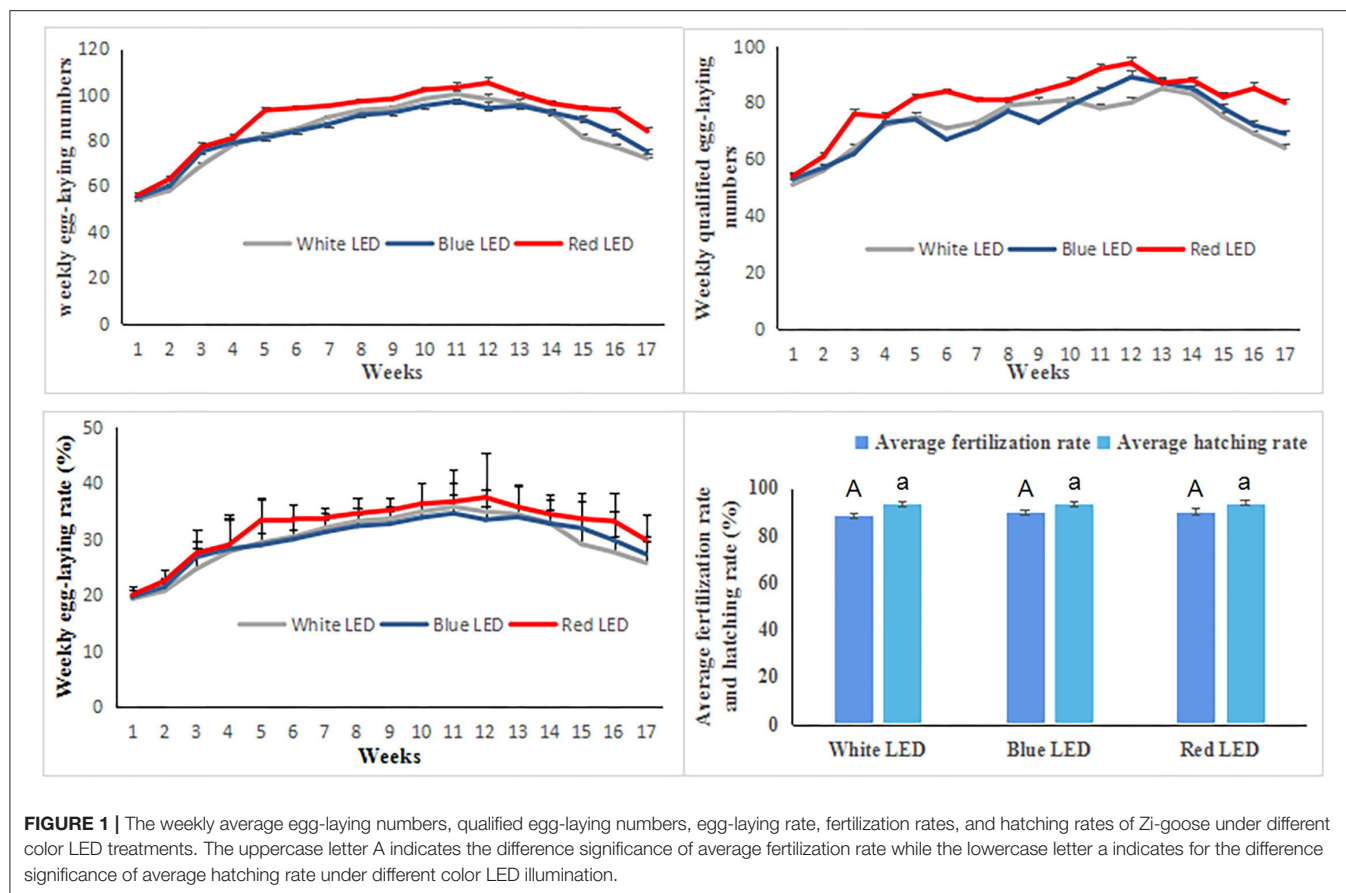 weekly egg-laying numbers
120
100
80
60
40
20
0
White LED Blue LED Red LED
1 2 3 4 5 6 7 8 9 10 11 12 13 14 15 16 17
Weeks
Weekly qualified egg-laying
numbers
100
80
60
40
20
0
White LED Blue LED Red LED
1 2 3 4 5 6 7 8 9 10 11 12 13 14 15 16 17
Weeks
Weekly egg-laying rate (%)
50
40
30
20
10
0
White LED Blue LED Red LED
1 2 3 4 5 6 7 8 9 10 11 12 13 14 15 16 17
Weeks
Average fertilization rate
and hatching rate (%)
Average fertilization rate Average hatching rate
100
80
60
40
20
0
A a A a A a
White LED Blue LED Red LED
FIGURE 1 | The weekly average egg-laying numbers, qualified egg-laying numbers, egg-laying rate, fertilization rates, and hatching rates of Zi-goose under different
color LED treatments. The uppercase letter A indicates the difference significance of average fertilization rate while the lowercase letter a indicates for the difference
significance of average hatching rate under different color LED illumination.